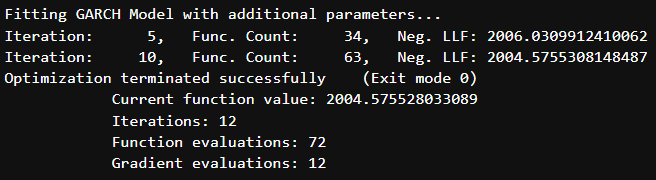 Fitting GARCH Model with additional parameters...
Iteration:      5,   Func. Count:     34,   Neg. LLF: 2006.0309912410062
Iteration:     10,   Func. Count:     63,   Neg. LLF: 2004.5755308148487
Optimization terminated successfully    (Exit mode 0)
            Current function value: 2004.575528033089
            Iterations: 12
            Function evaluations: 72
            Gradient evaluations: 12